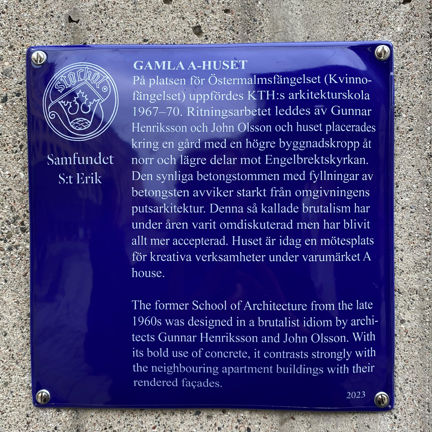 GAMLA A-HUSET
På platsen för Östermalmsfängelset (Kvinno-
fängelset) uppfördes KTH:s arkitekturskola
1967–70. Ritningsarbetet leddes av Gunnar
Henriksson och John Olsson och huset placerades
kring en gård med en högre byggnadskropp åt
norr och lägre delar mot Engelbrektskyrkan.
Den synliga betongstommen med fyllningar av
betongsten avviker starkt från omgivningens
putsarkitektur. Denna så kallade brutalism har
under åren varit omdiskuterad men har blivit
allt mer accepterad. Huset är idag en mötesplats
för kreativa verksamheter under varumärket A
house.
The former School of Architecture from the late
1960s was designed in a brutalist idiom by archi-
tects Gunnar Henriksson and John Olsson. With
its bold use of concrete, it contrasts strongly with
the neighbouring apartment buildings with their
rendered façades.
2023
Samfundet
S:t Erik